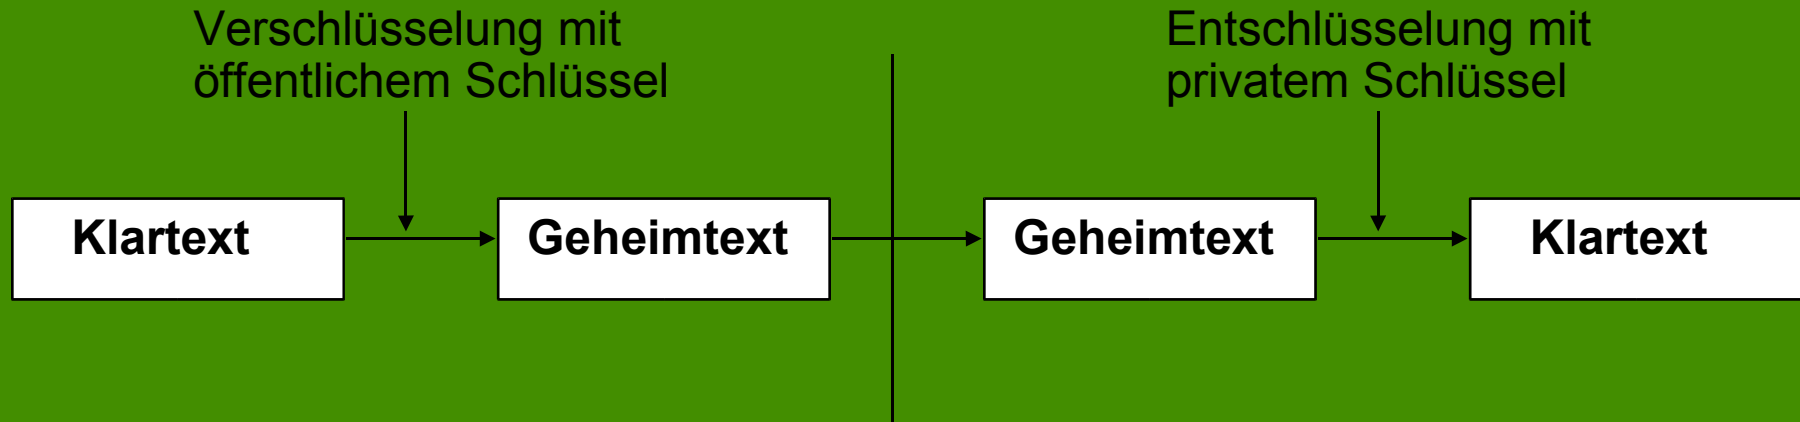 Verschlüsselung mit
öffentlichem Schlüssel
Entschlüsselung mit
privatem Schlüssel
Klartext
Geheimtext
Geheimtext
Klartext